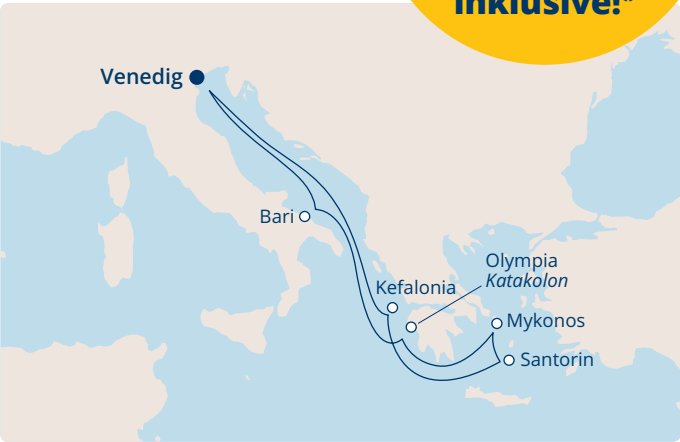 inklusive!*
Venedig
Bari
Olympia
Katakolon
Kefalonia
Mykonos
Santorin